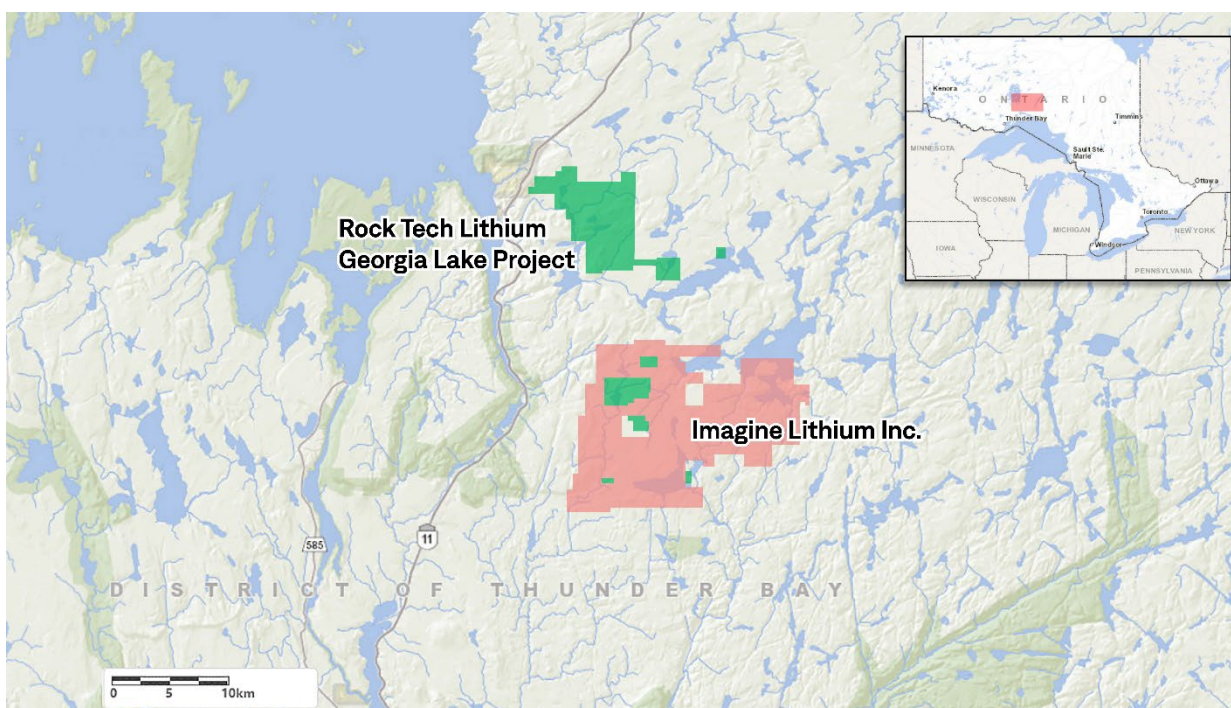 Rock Tech Lithium
Georgia Lake Project
Imagine Lithium Inc.
585
11
DISTRICT OF THUNDER BAY
0 5 10km
ONTARIO
Kenora
Thunder Bay
Timmins
MINNESOTA
Sault Ste.
Marie
Ottawa
WISCONSIN
Toronto
MICHIGAN
NEW YORK
Windsor
IOWA
PENNSYLVANIA